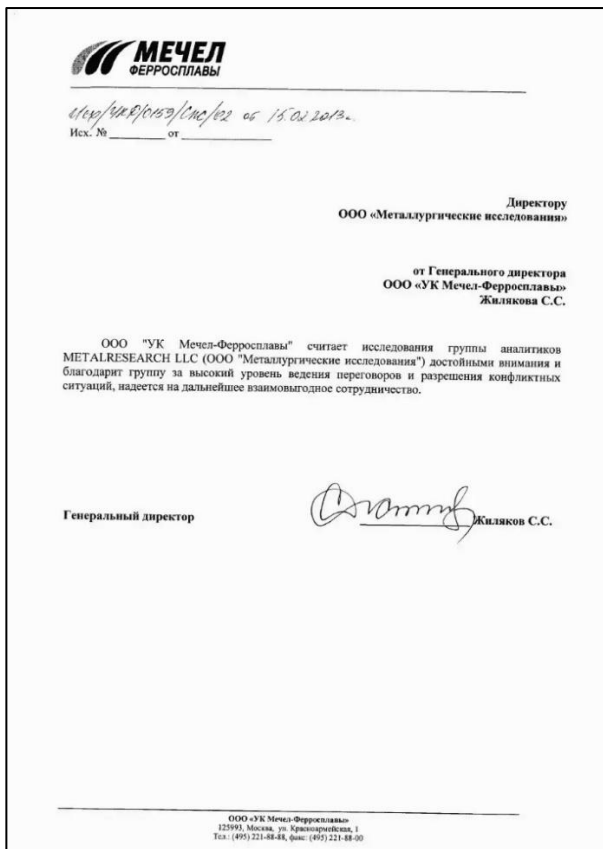 МЕЧЕЛ
ФЕРРОСПЛАВЫ
15.02.2013г.
Исх. № __________ от ________________
Директору
ООО «Металлургические исследования»
от Генерального директора
ООО «УК Мечел-Ферросплавы»
Жилякова С.С.
ООО "УК Мечел-Ферросплавы" считает исследования группы аналитиков
METALRESEARCH LLC (ООО "Металлургические исследования") достойными внимания и
благодарит группу за высокий уровень ведения переговоров и разрешения конфликтных
ситуаций, надеется на дальнейшее взаимовыгодное сотрудничество.
Генеральный директор
Жиляков С.С.
ООО «УК Мечел-Ферросплавы»
125993, Москва, ул. Красноармейская, 1
Тел.: (495) 221-88-88, факс: (495) 221-88-00